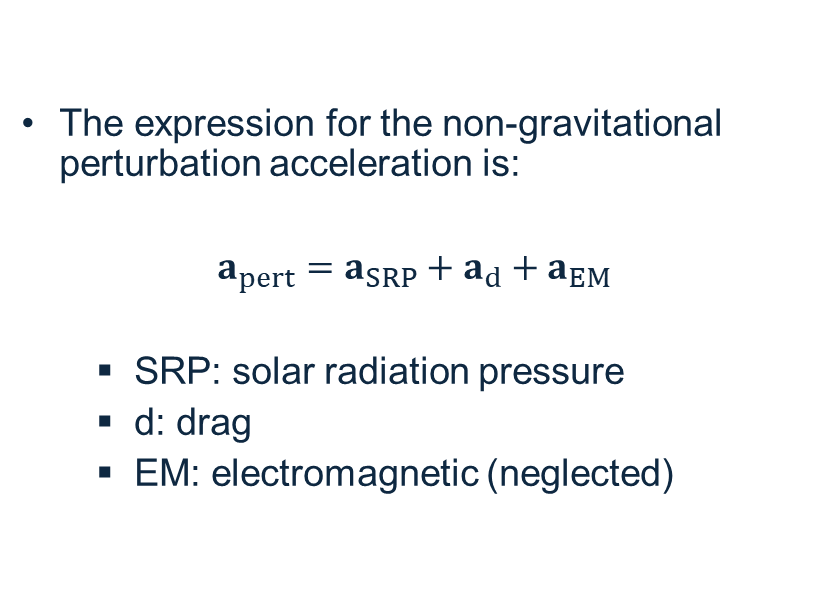 • The expression for the non-gravitational
perturbation acceleration is:
𝐚pert = 𝐚SRP + 𝐚d + 𝐚EM
▪ SRP: solar radiation pressure
▪ d: drag
▪ EM: electromagnetic (neglected)